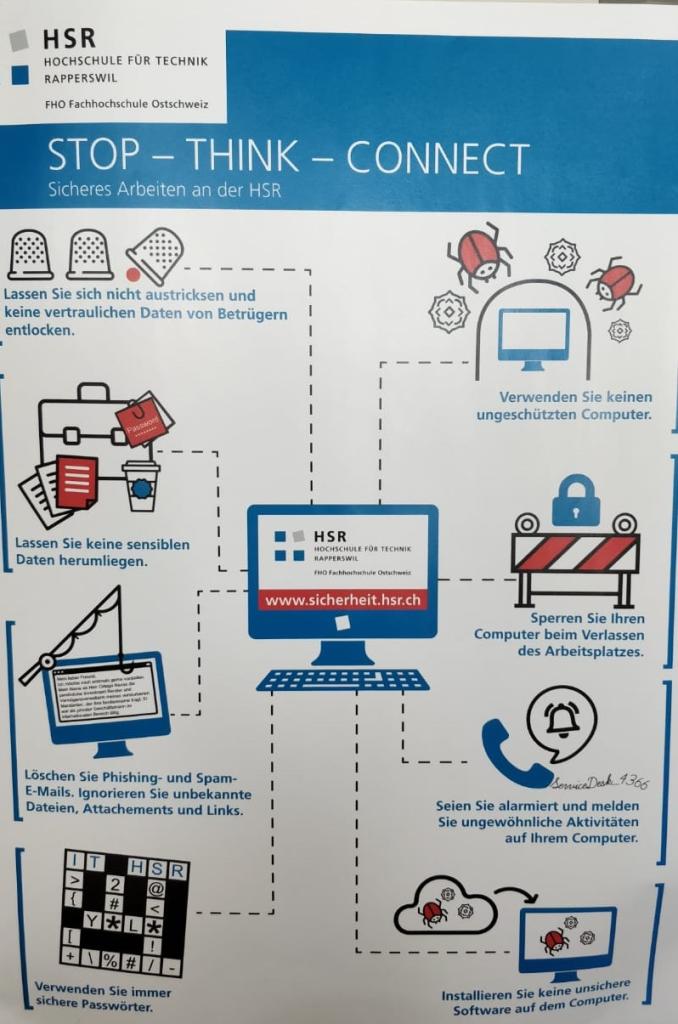 HSR
HOCHSCHULE FÜR TECHNIK
RAPPERSWIL
FHO Fachhochschule Ostschweiz
STOP – THINK – CONNECT
Sicheres Arbeiten an der HSR
Lassen Sie sich nicht austricksen und
keine vertraulichen Daten von Betrügern
entlocken.
Verwenden Sie keinen
ungeschützten Computer.
Password
Lassen Sie keine sensiblen
Daten herumliegen.
HSR
HOCHSCHULE FÜR TECHNIK
RAPPERSWIL
FHO Fachhochschule Ostschweiz
www.sicherheit.hsr.ch
Sperren Sie Ihren
Computer beim Verlassen
des Arbeitsplatzes.
Mein lieber Freund,
Löschen Sie Phishing- und Spam-
E-Mails. Ignorieren Sie unbekannte
Dateien, Attachements und Links.
ServiceDesk 4366
Seien Sie alarmiert und melden
Sie ungewöhnliche Aktivitäten
auf Ihrem Computer.
I T H S R
> 2 @
{ # <
Y * L *
[ !
+ \ % # / -
Verwenden Sie immer
sichere Passwörter.
Installieren Sie keine unsichere
Software auf dem Computer.